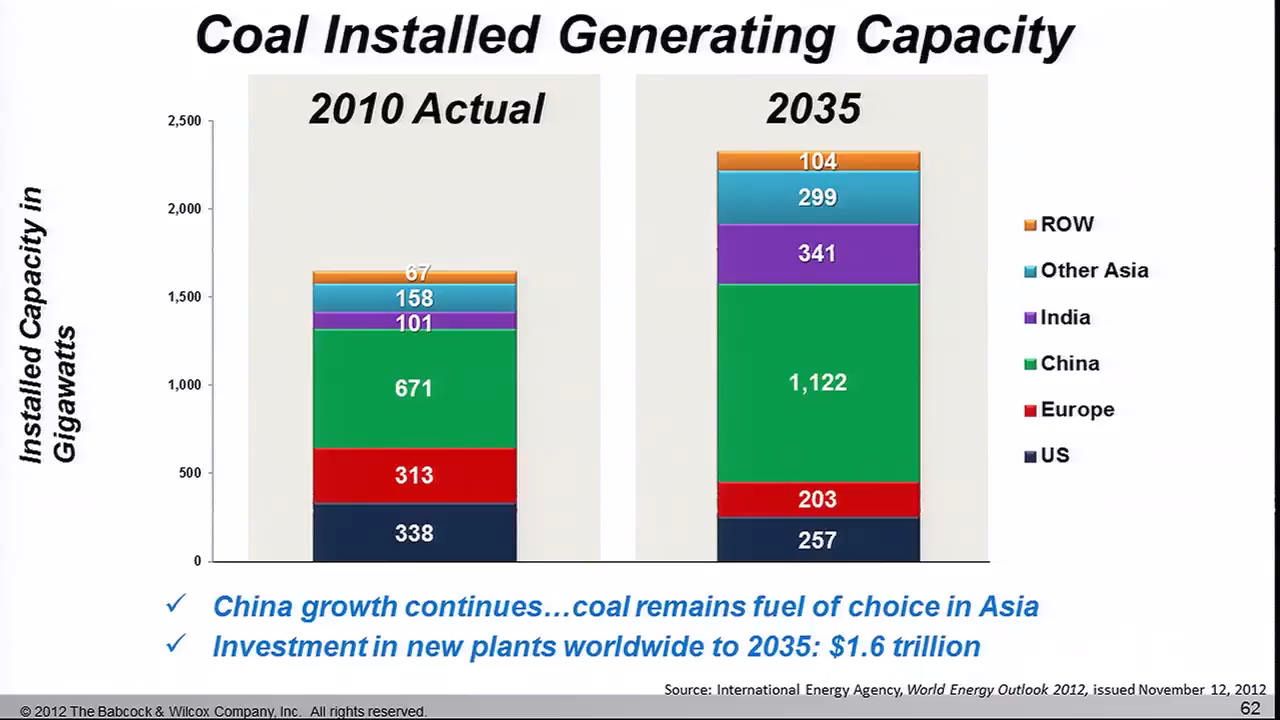 Coal Installed Generating Capacity
2010 Actual
2035
Installed Capacity in
Gigawatts
2,500
2,000
1,500
1,000
500
0
67
158
101
671
313
338
104
299
341
1,122
203
257
ROW
Other Asia
India
China
Europe
US
✓ China growth continues…coal remains fuel of choice in Asia
✓ Investment in new plants worldwide to 2035: $1.6 trillion
Source: International Energy Agency, World Energy Outlook 2012, issued November 12, 2012
© 2012 The Babcock & Wilcox Company, Inc. All rights reserved.
62